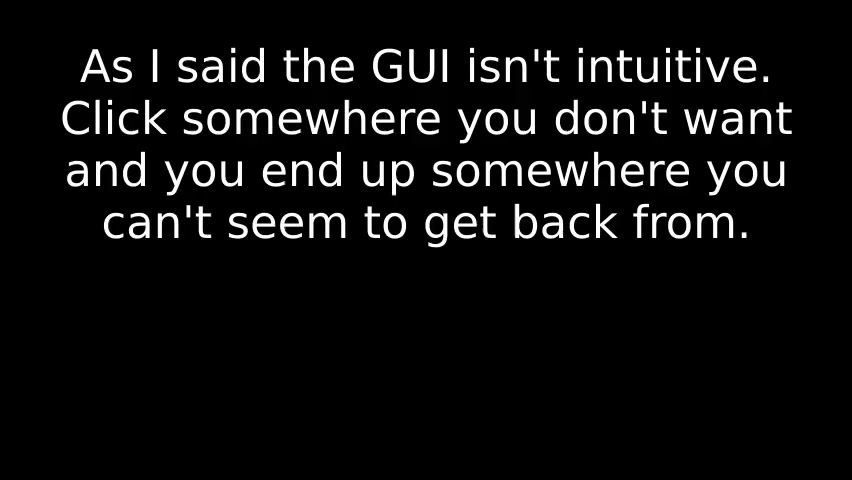 As I said the GUI isn't intuitive.
Click somewhere you don't want
and you end up somewhere you
can't seem to get back from.